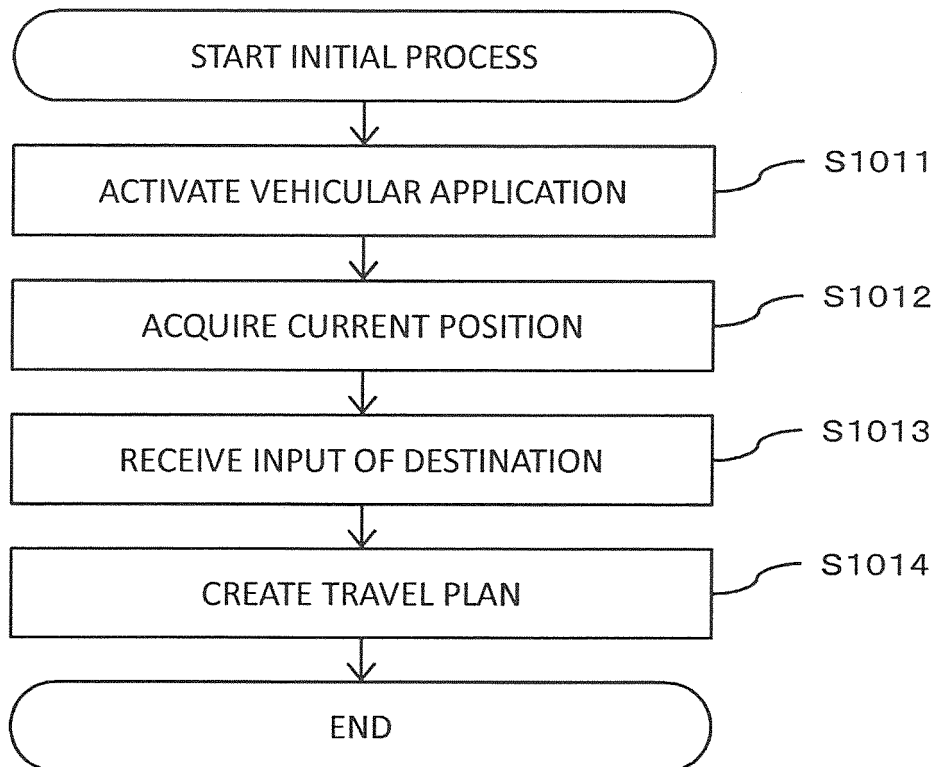 START INITIAL PROCESS
ACTIVATE VEHICULAR APPLICATION
S1011
ACQUIRE CURRENT POSITION
S1012
RECEIVE INPUT OF DESTINATION
S1013
CREATE TRAVEL PLAN
S1014
END